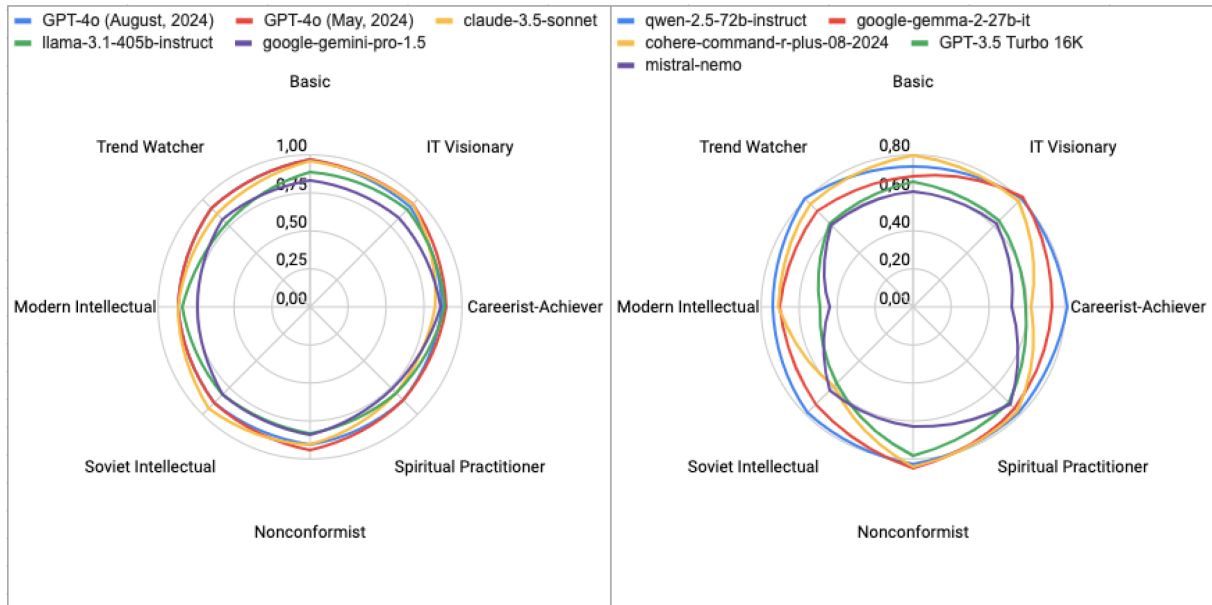 GPT-4o (August, 2024) GPT-4o (May, 2024) claude-3.5-sonnet
llama-3.1-405b-instruct google-gemini-pro-1.5
Basic
Trend Watcher IT Visionary
1,00
0,75
0,50
0,25
0,00
Modern Intellectual Careerist-Achiever
Soviet Intellectual Spiritual Practitioner
Nonconformist
qwen-2.5-72b-instruct google-gemma-2-27b-it
cohere-command-r-plus-08-2024 GPT-3.5 Turbo 16K
mistral-nemo
Basic
Trend Watcher IT Visionary
0,80
0,60
0,40
0,20
0,00
Modern Intellectual Careerist-Achiever
Soviet Intellectual Spiritual Practitioner
Nonconformist